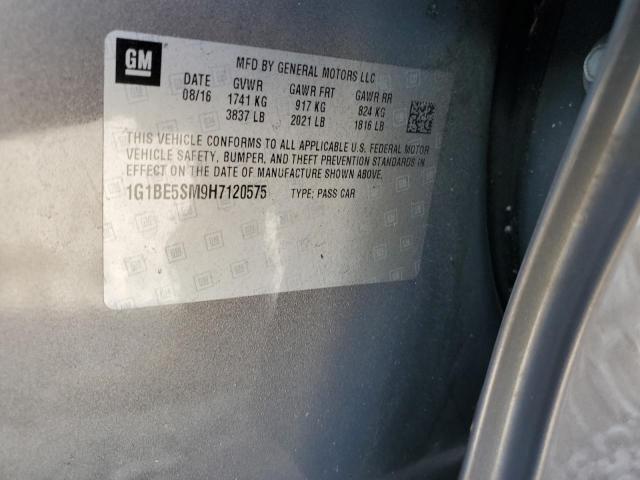 GM
MFD BY GENERAL MOTORS LLC
DATE GVWR GAWR FRT GAWR RR
08/16 1741 KG 917 KG 824 KG
3837 LB 2021 LB 1816 LB
THIS VEHICLE CONFORMS TO ALL APPLICABLE U.S. FEDERAL MOTOR
VEHICLE SAFETY, BUMPER, AND THEFT PREVENTION STANDARDS IN
EFFECT ON THE DATE OF MANUFACTURE SHOWN ABOVE.
1G1BE5SM9H7120575 TYPE: PASS CAR